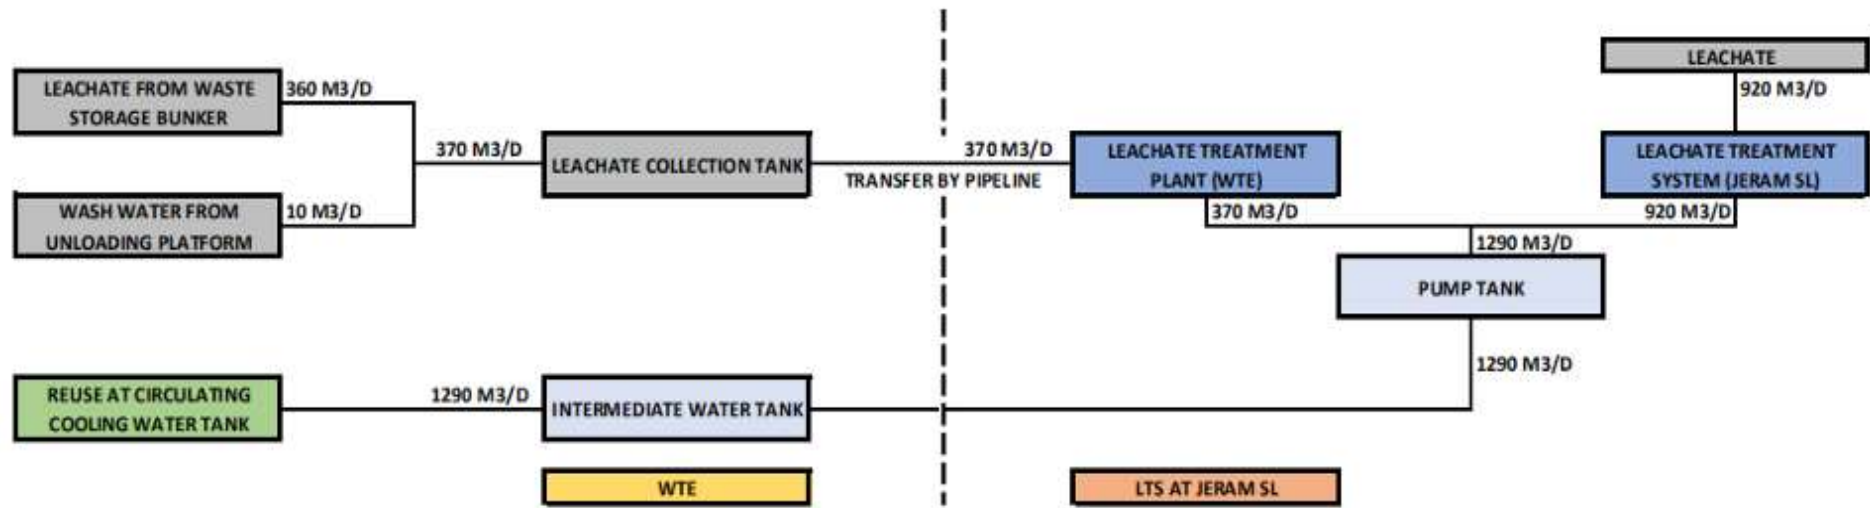 LEACHATE FROM WASTE
STORAGE BUNKER
360 M3/D
WASH WATER FROM
UNLOADING PLATFORM
10 M3/D
370 M3/D
LEACHATE COLLECTION TANK
370 M3/D
TRANSFER BY PIPELINE
LEACHATE TREATMENT
PLANT (WTE)
370 M3/D
LEACHATE
920 M3/D
LEACHATE TREATMENT
SYSTEM (JERAM SL)
920 M3/D
1290 M3/D
PUMP TANK
1290 M3/D
REUSE AT CIRCULATING
COOLING WATER TANK
1290 M3/D
INTERMEDIATE WATER TANK
WTE
LTS AT JERAM SL